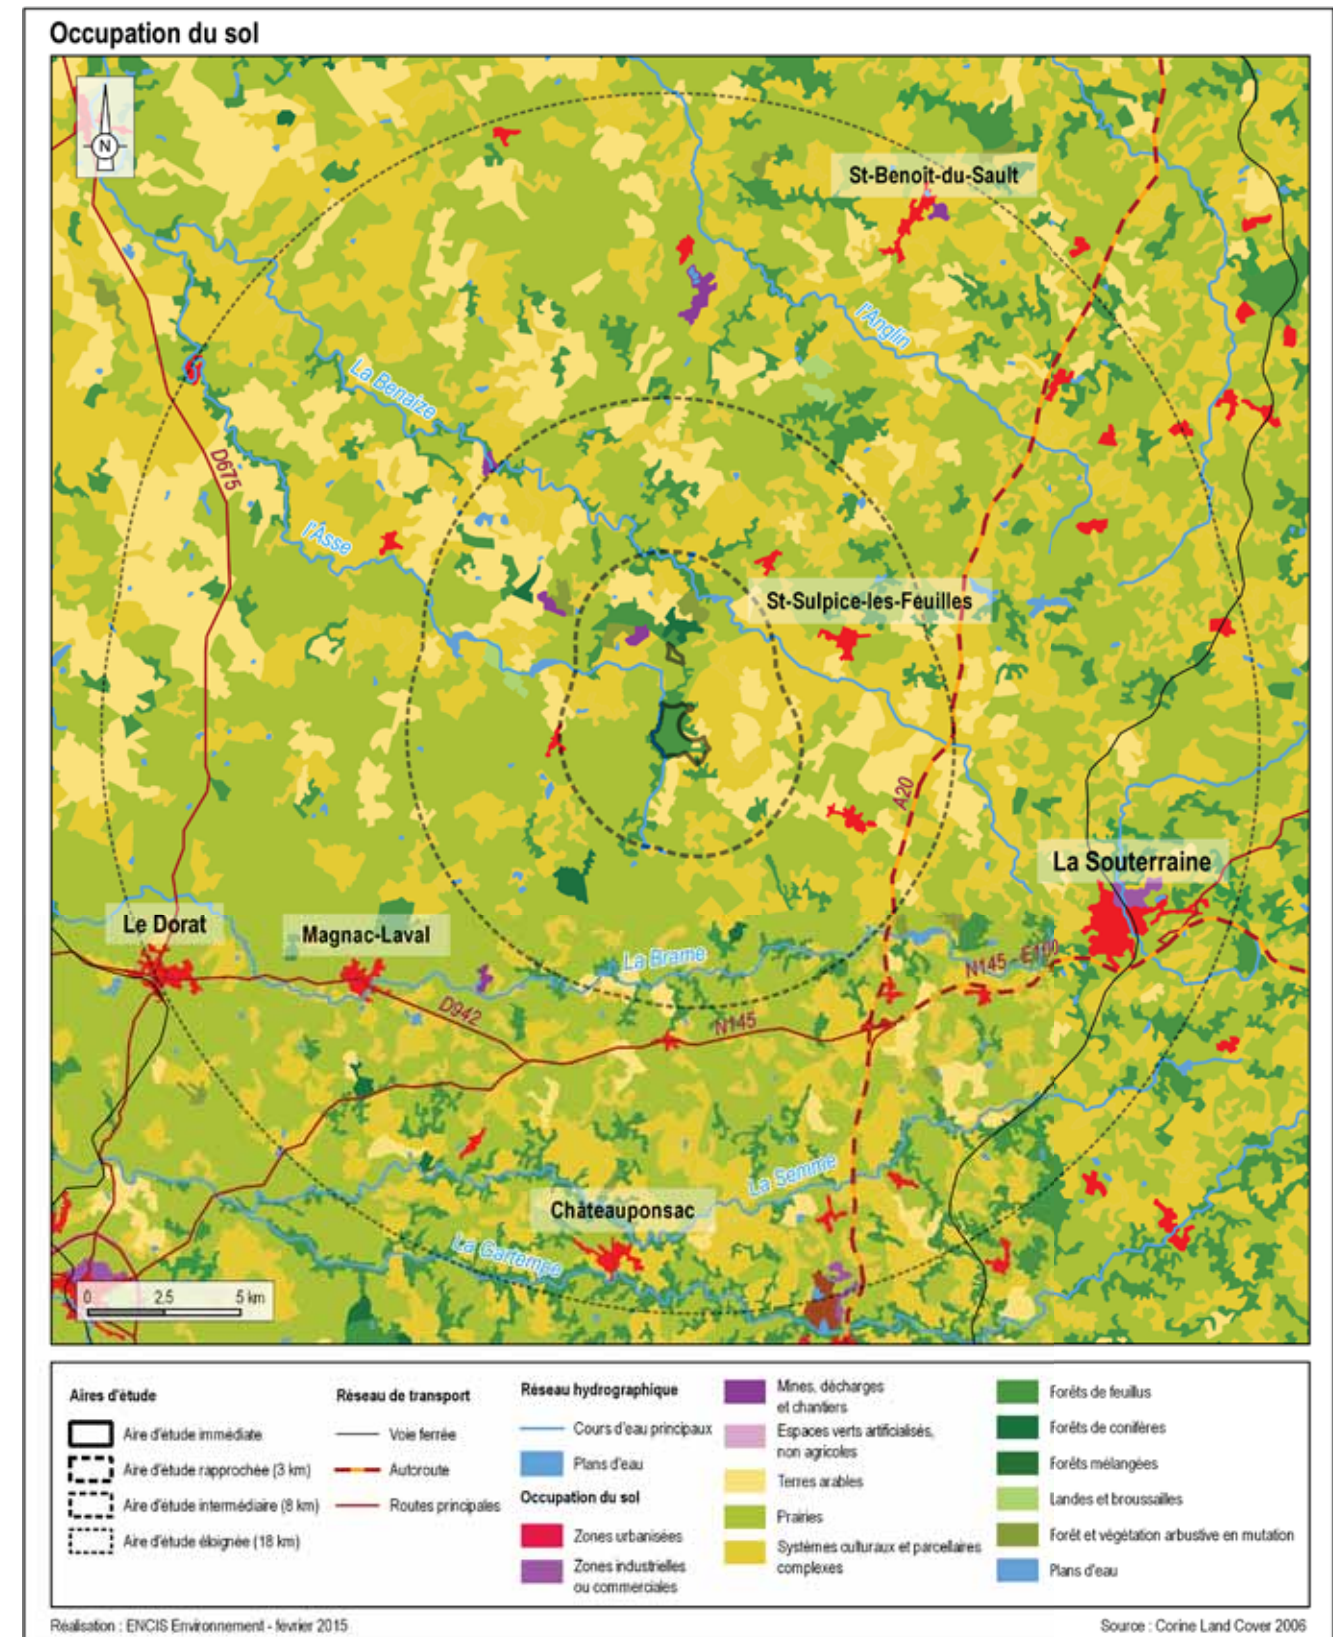 Occupation du sol
N
St-Benoit-du-Sault
l'Anglin
La Benaize
D675
l'Asse
St-Sulpice-les-Feuilles
A20
La Souterraine
Le Dorat
Magnac-Laval
La Brame
N145 - E100
D942
N145
La Semme
Châteauponsac
La Gartempe
0 2,5 5 km
Aires d'étude
Aire d'étude immédiate
Aire d'étude rapprochée (3 km)
Aire d'étude intermédiaire (8 km)
Aire d'étude éloignée (18 km)
Réseau de transport
Voie ferrée
Autoroute
Routes principales
Réseau hydrographique
Cours d'eau principaux
Plans d'eau
Occupation du sol
Zones urbanisées
Zones industrielles
ou commerciales
Mines, décharges
et chantiers
Espaces verts artificialisés,
non agricoles
Terres arables
Prairies
Systèmes culturaux et parcellaires
complexes
Forêts de feuillus
Forêts de conifères
Forêts mélangées
Landes et broussailles
Forêt et végétation arbustive en mutation
Plans d'eau
Réalisation : ENCIS Environnement - février 2015
Source : Corine Land Cover 2006